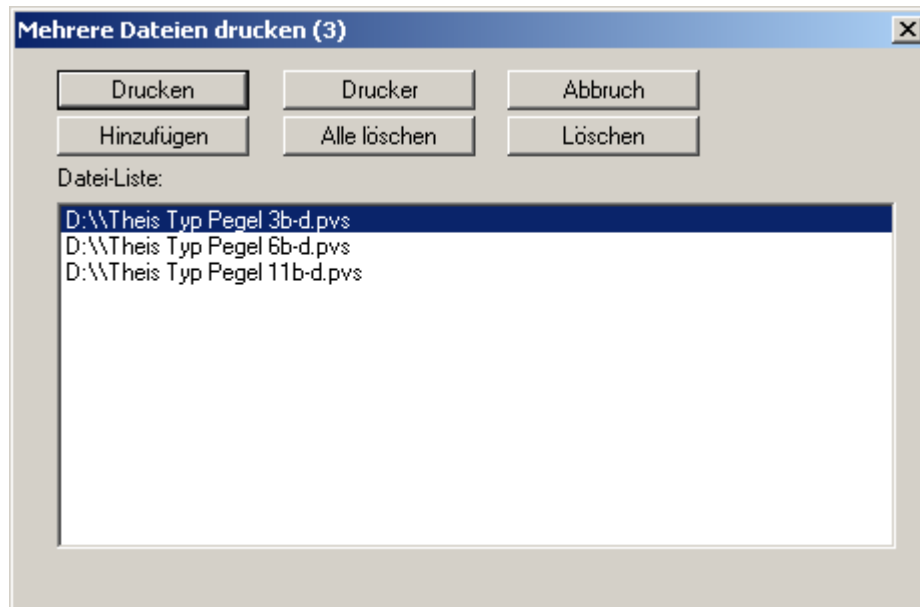 Mehrere Dateien drucken (3)
Drucken Drucker Abbruch
Hinzufügen Alle löschen Löschen
Datei-Liste:
D:\\Theis Typ Pegel 3b-d.pvs
D:\\Theis Typ Pegel 6b-d.pvs
D:\\Theis Typ Pegel 11b-d.pvs